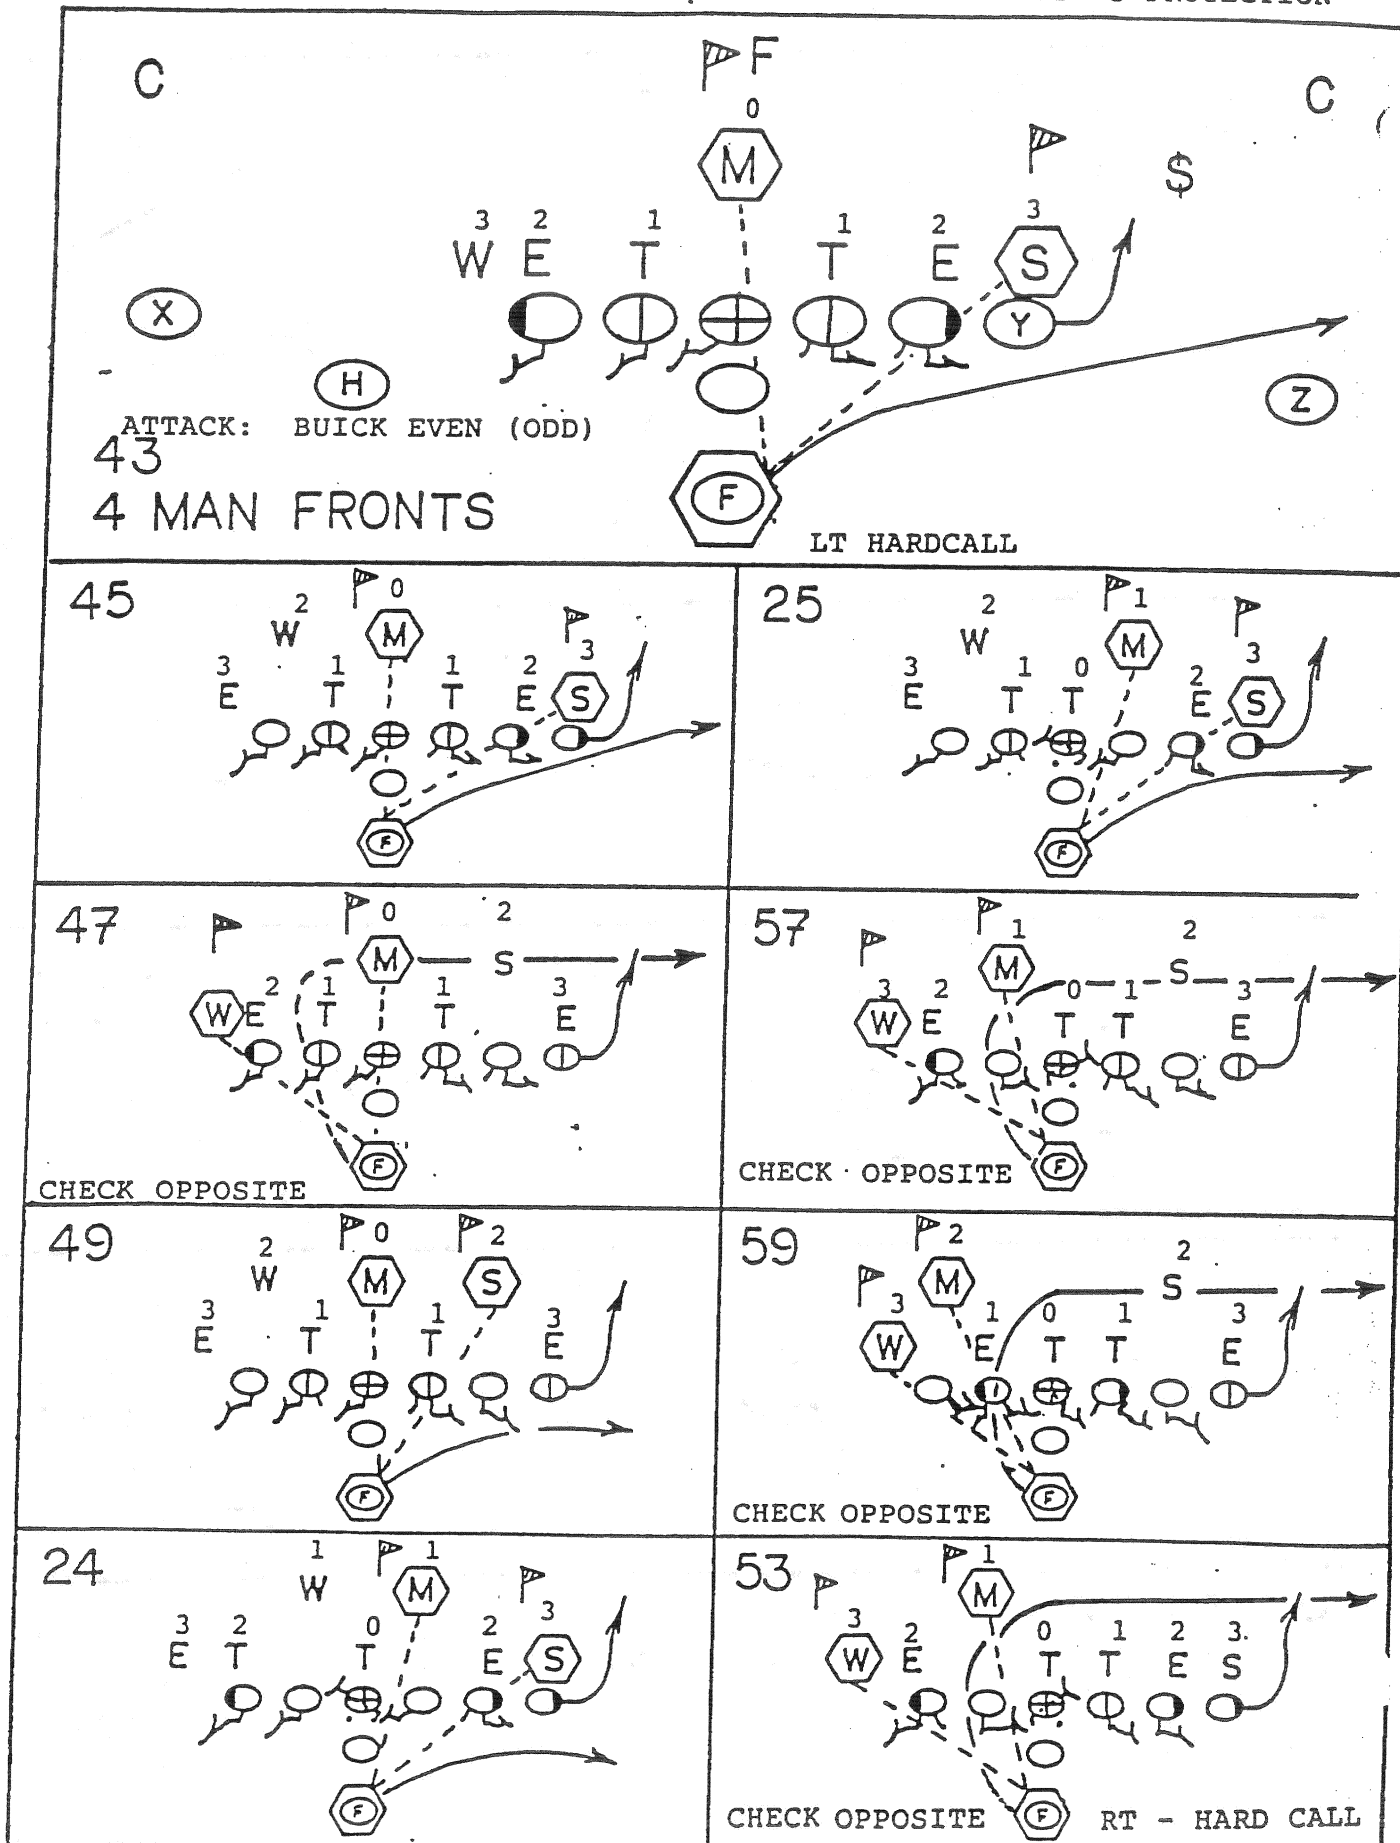 PROTECTION
C
F
C
0
M
$
3 2 1 1 2 3
W E T T E S
X
Y
H
Z
ATTACK: BUICK EVEN (ODD)
43
F
4 MAN FRONTS
LT HARDCALL
45
2 0
W M
3 1 1 2 3
E T T E S
F
25
2 1
W M
3 1 0 2 3
E T T E S
F
47
0 2
M S
2 1 1 3
W E T T E
F
CHECK OPPOSITE
57
1 2
M S
3 2 0 1 3
W E T T E
F
CHECK OPPOSITE
49
2 0 2
W M S
3 1 1 3
E T T E
F
59
2 2
M S
3 1 0 1 3
W E T T E
F
CHECK OPPOSITE
24
1 1
W M
3 2 0 2 3
E T T E S
F
53
1
M
3 2 0 1 2 3.
W E T T E S
F
CHECK OPPOSITE RT - HARD CALL